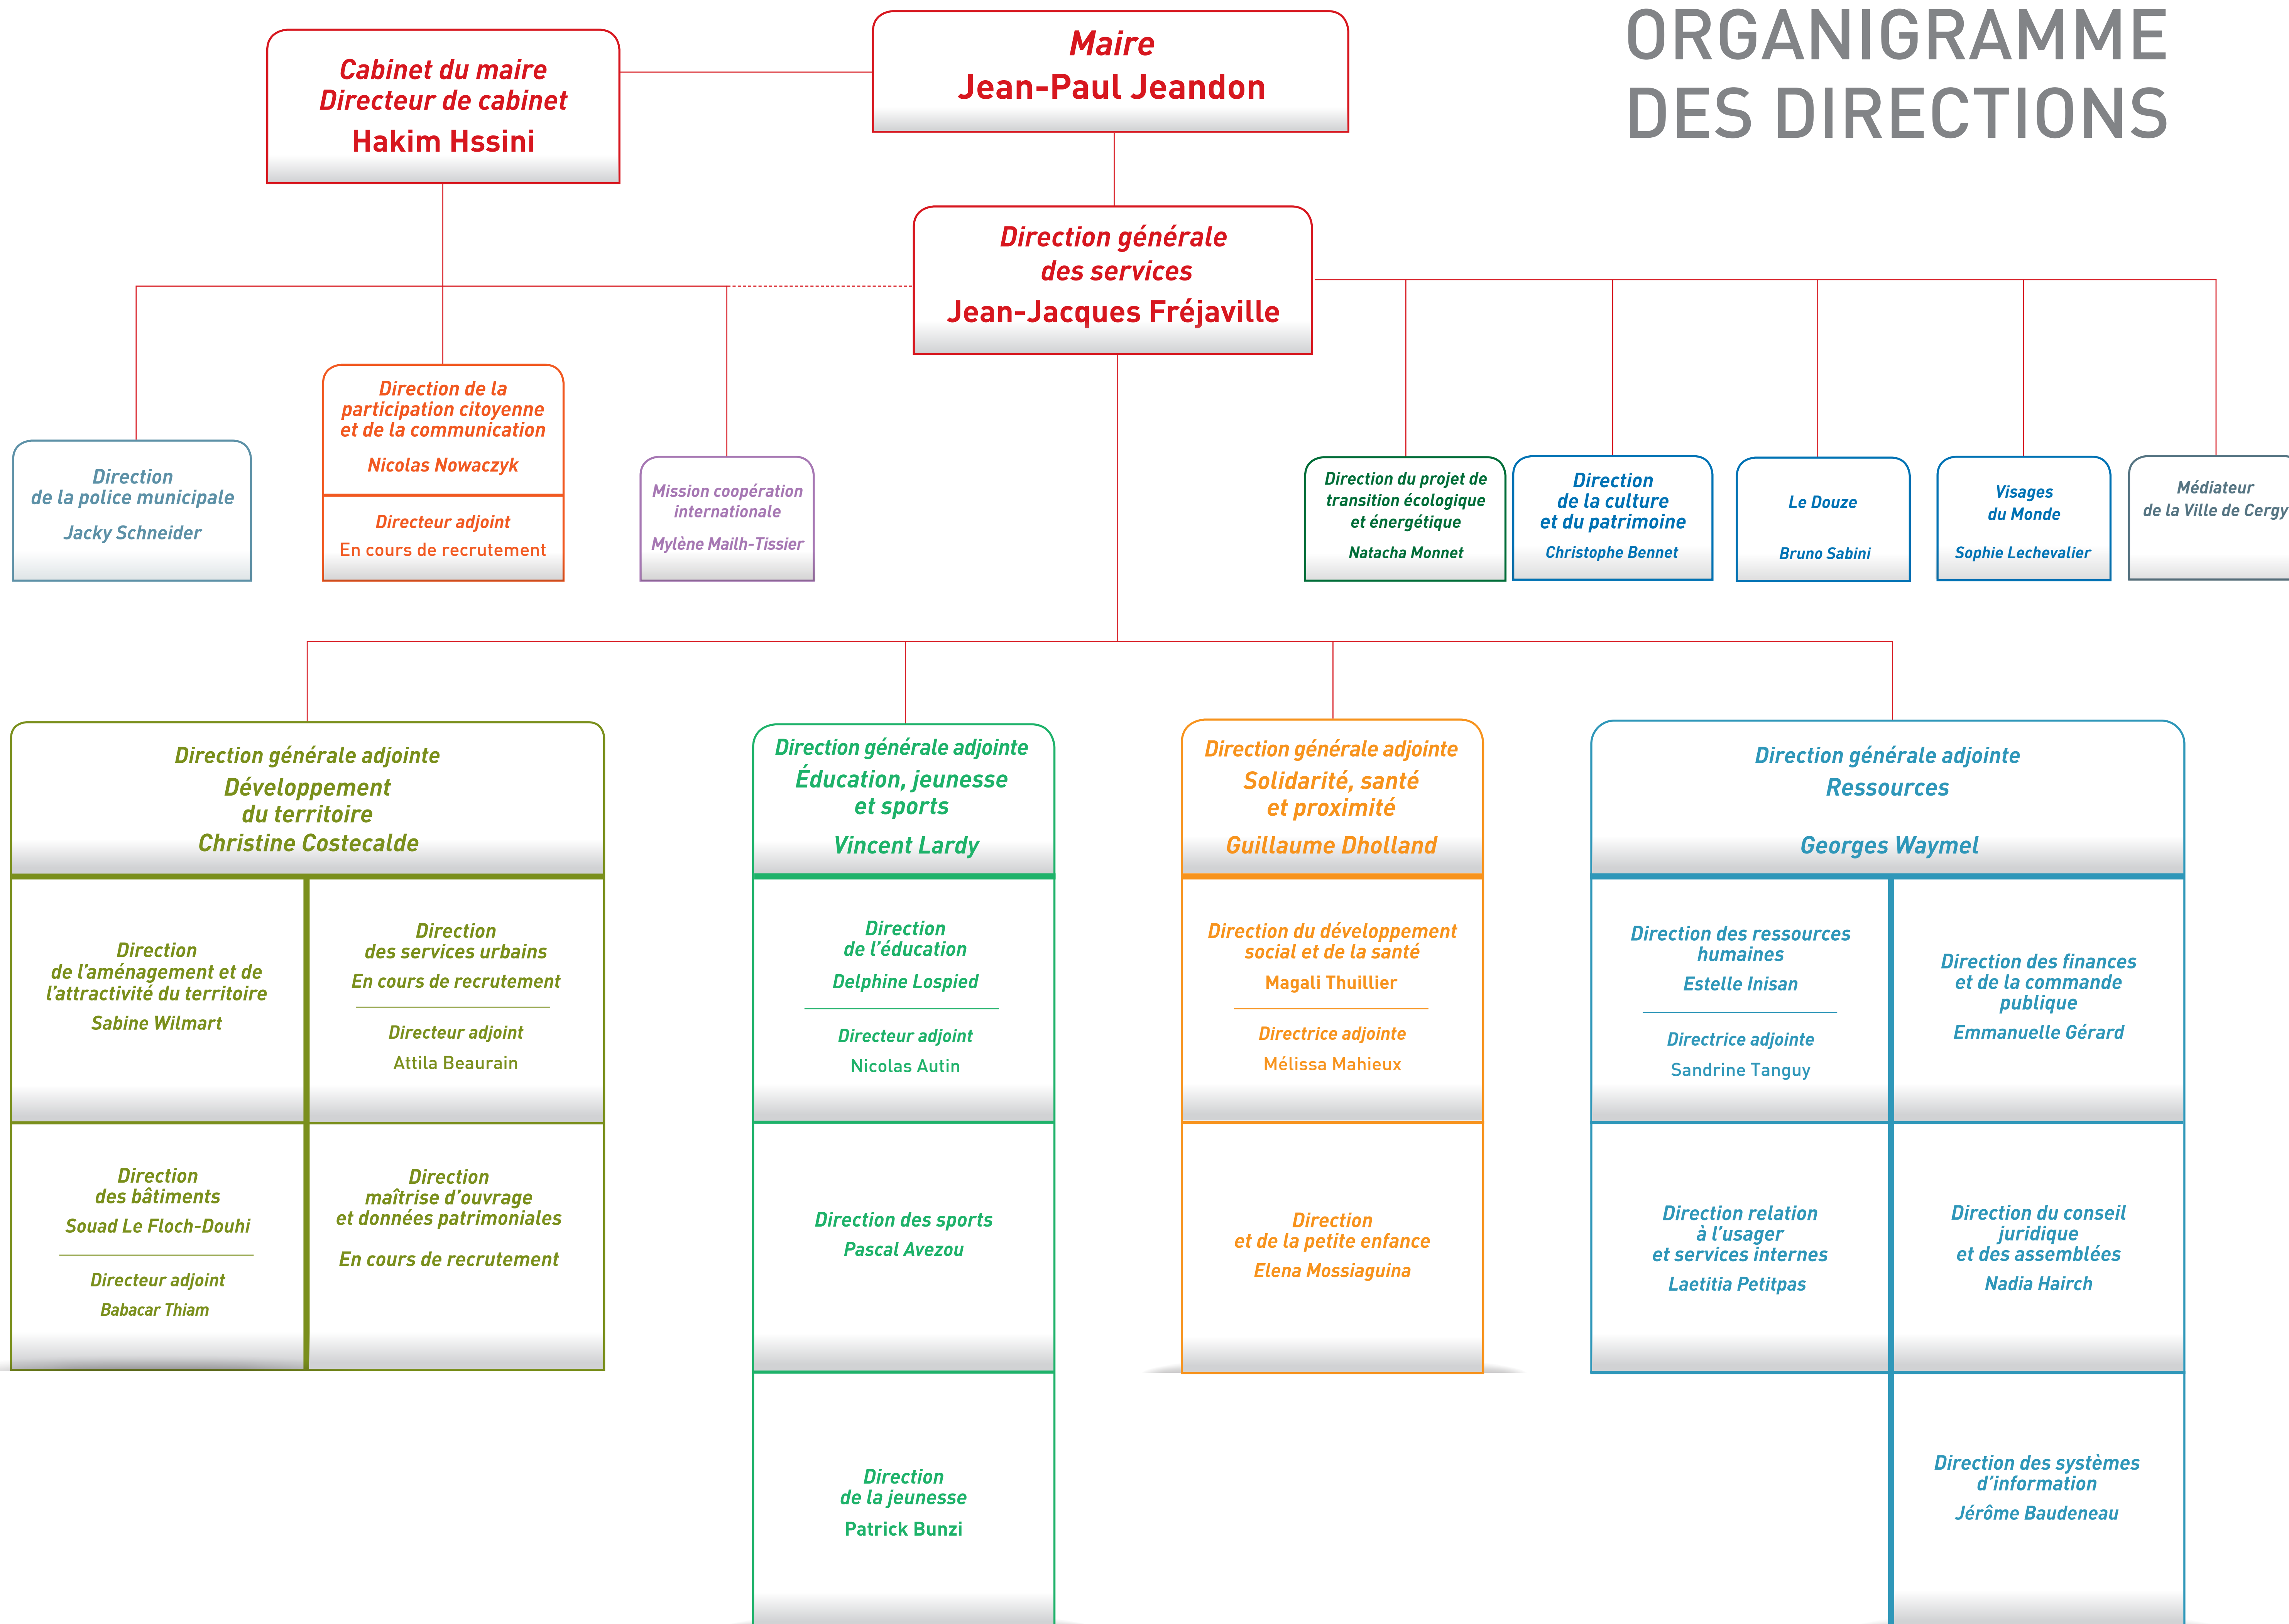 ORGANIGRAMME
DES DIRECTIONS
Cabinet du maire
Directeur de cabinet
Hakim Hssini
Maire
Jean-Paul Jeandon
Direction générale
des services
Jean-Jacques Fréjaville
Direction
de la police municipale
Jacky Schneider
Direction de la
participation citoyenne
et de la communication
Nicolas Nowaczyk
Directeur adjoint
En cours de recrutement
Mission coopération
internationale
Mylène Mailh-Tissier
Direction du projet de
transition écologique
et énergétique
Natacha Monnet
Direction
de la culture
et du patrimoine
Christophe Bennet
Le Douze
Bruno Sabini
Visages
du Monde
Sophie Lechevalier
Médiateur
de la Ville de Cergy
Direction générale adjointe
Développement
du territoire
Christine Costecalde
Direction
de l'aménagement et de
l'attractivité du territoire
Sabine Wilmart
Direction
des services urbains
En cours de recrutement
Directeur adjoint
Attila Beaurain
Direction
des bâtiments
Souad Le Floch-Douhi
Directeur adjoint
Babacar Thiam
Direction
maîtrise d'ouvrage
et données patrimoniales
En cours de recrutement
Direction générale adjointe
Éducation, jeunesse
et sports
Vincent Lardy
Direction
de l'éducation
Delphine Lospied
Directeur adjoint
Nicolas Autin
Direction des sports
Pascal Avezou
Direction
de la jeunesse
Patrick Bunzi
Direction générale adjointe
Solidarité, santé
et proximité
Guillaume Dholland
Direction du développement
social et de la santé
Magali Thuillier
Directrice adjointe
Mélissa Mahieux
Direction
et de la petite enfance
Elena Mossiaguina
Direction générale adjointe
Ressources
Georges Waymel
Direction des ressources
humaines
Estelle Inisan
Directrice adjointe
Sandrine Tanguy
Direction des finances
et de la commande
publique
Emmanuelle Gérard
Direction relation
à l'usager
et services internes
Laetitia Petitpas
Direction du conseil
juridique
et des assemblées
Nadia Hairch
Direction des systèmes
d'information
Jérôme Baudeneau